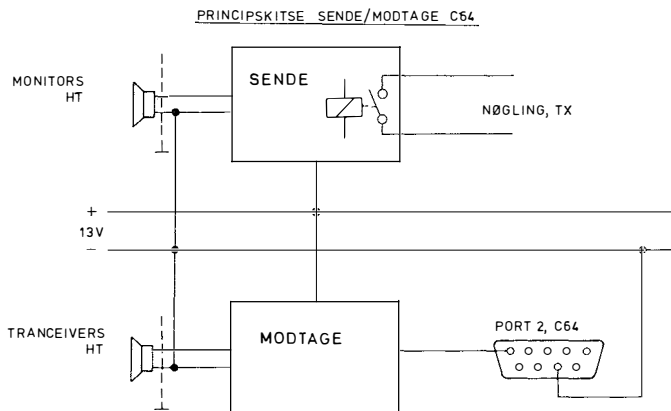 PRINCIPSKITSE SENDE/MODTAGE C64
MONITORS
HT
SENDE
NØGLING, TX
+
13V
–
TRANCEIVERS
HT
MODTAGE
PORT 2, C64